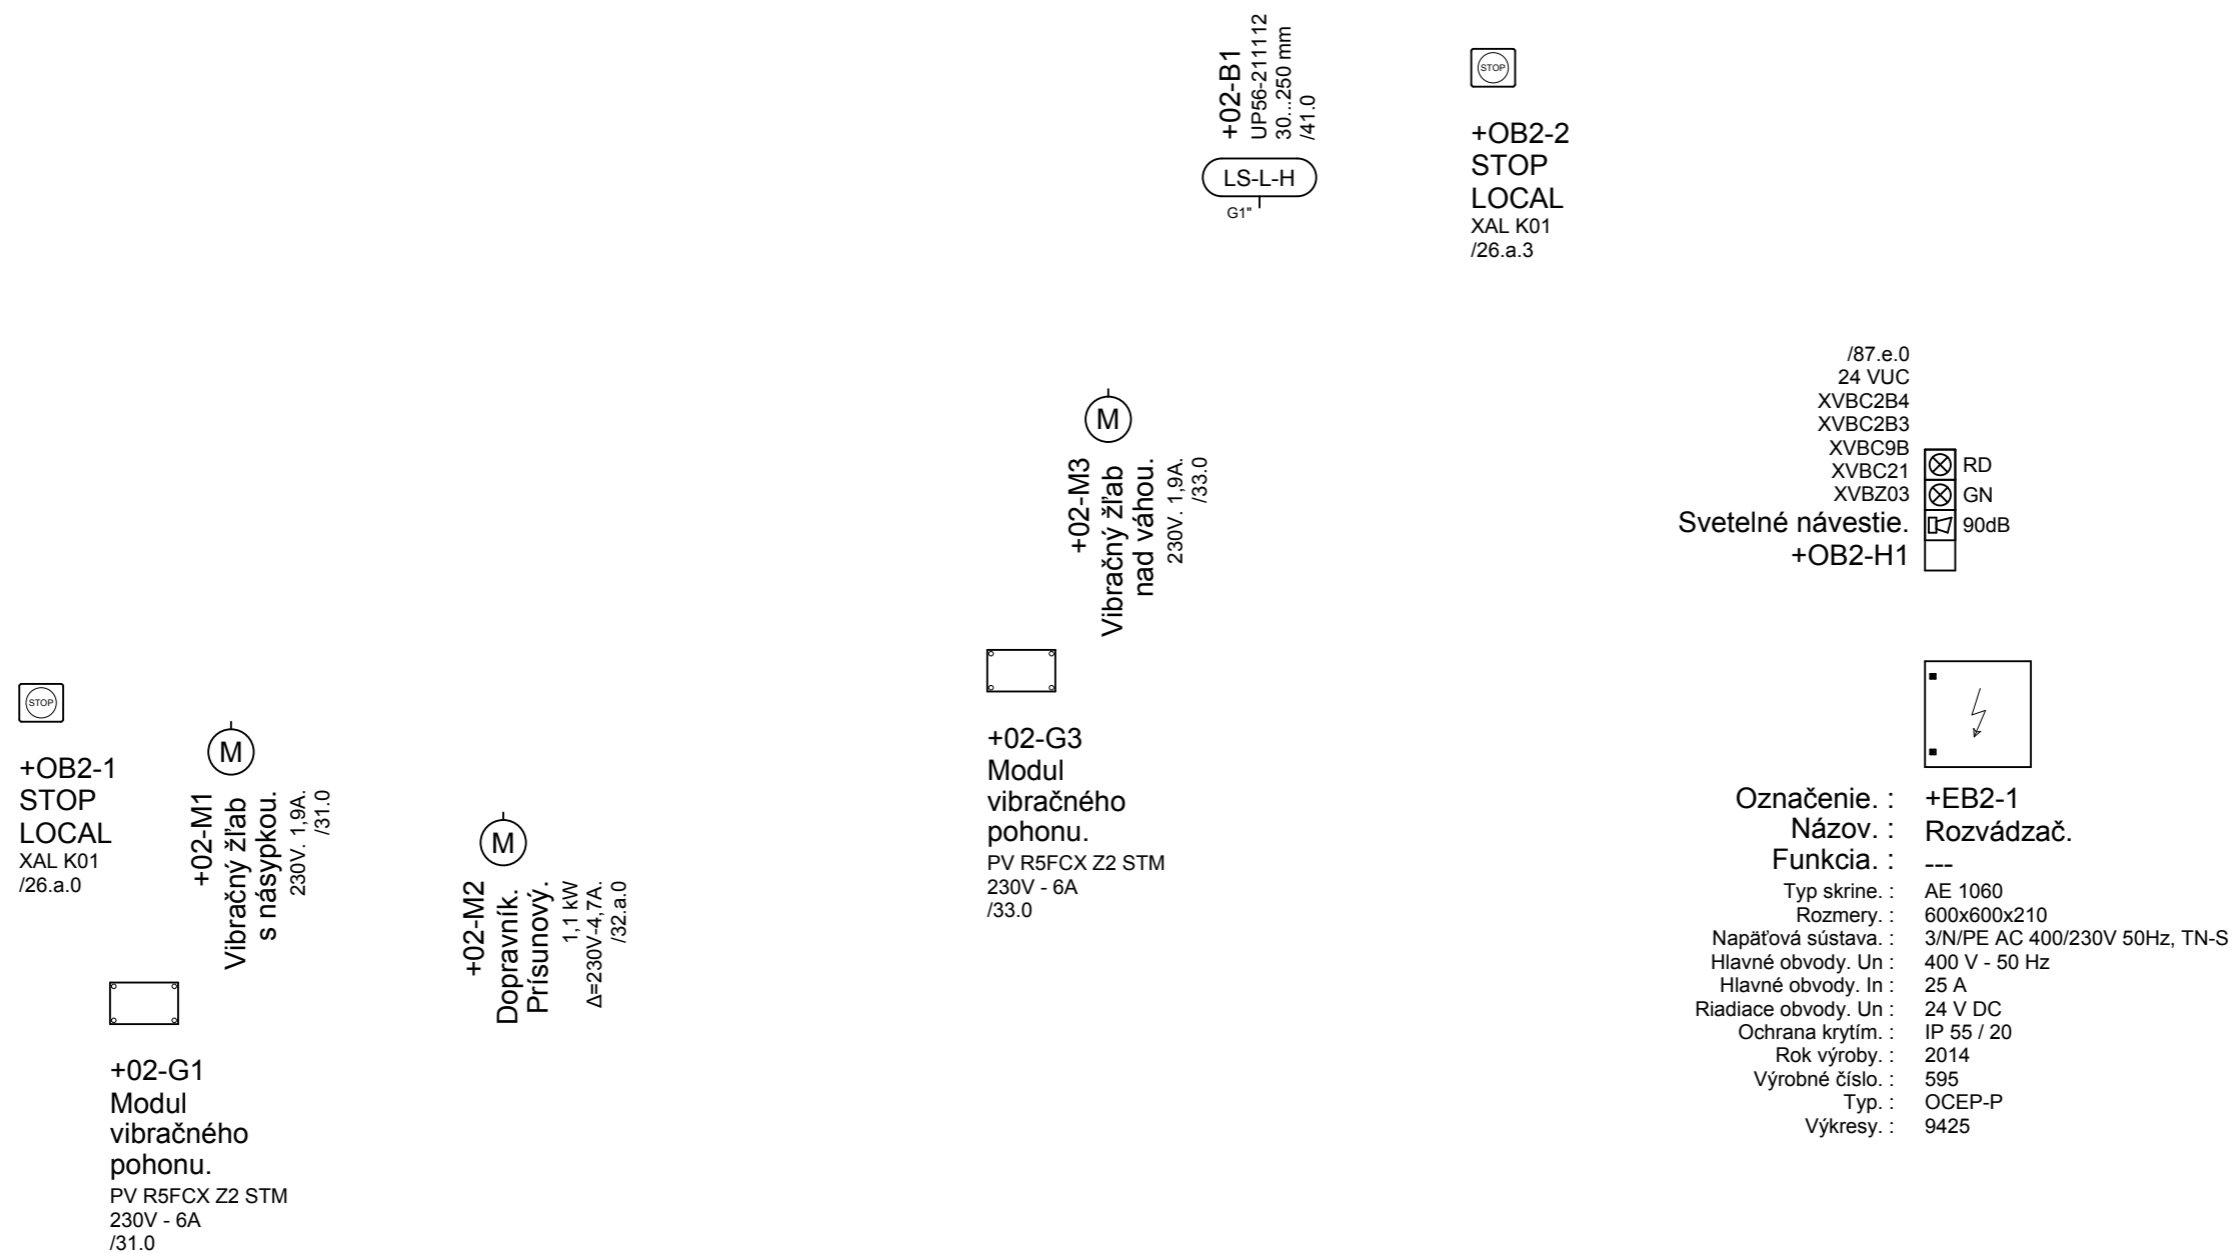 +02-B1
UP56-211112
30...250 mm
/41.0
LS-L-H
G1"
STOP
+OB2-2
STOP
LOCAL
XAL K01
/26.a.3
/87.e.0
24 VUC
XVBC2B4
XVBC2B3
XVBC9B
XVBC21
XVBZ03
Svetelné návestie.
+OB2-H1
RD
GN
90dB
M
+02-M3
Vibračný žľab
nad váhou.
230V. 1,9A.
/33.0
+02-G3
Modul
vibračného
pohonu.
PV R5FCX Z2 STM
230V - 6A
/33.0
STOP
+OB2-1
STOP
LOCAL
XAL K01
/26.a.0
M
+02-M1
Vibračný žľab
s násypkou.
230V. 1,9A.
/31.0
M
+02-M2
Dopravník.
Prísunový.
1,1 kW
Δ=230V-4,7A.
/32.a.0
+02-G1
Modul
vibračného
pohonu.
PV R5FCX Z2 STM
230V - 6A
/31.0
Označenie. : +EB2-1
Názov. : Rozvádzač.
Funkcia. : ---
Typ skrine. : AE 1060
Rozmery. : 600x600x210
Napäťová sústava. : 3/N/PE AC 400/230V 50Hz, TN-S
Hlavné obvody. Un : 400 V - 50 Hz
Hlavné obvody. In : 25 A
Riadiace obvody. Un : 24 V DC
Ochrana krytím. : IP 55 / 20
Rok výroby. : 2014
Výrobné číslo. : 595
Typ. : OCEP-P
Výkresy. : 9425